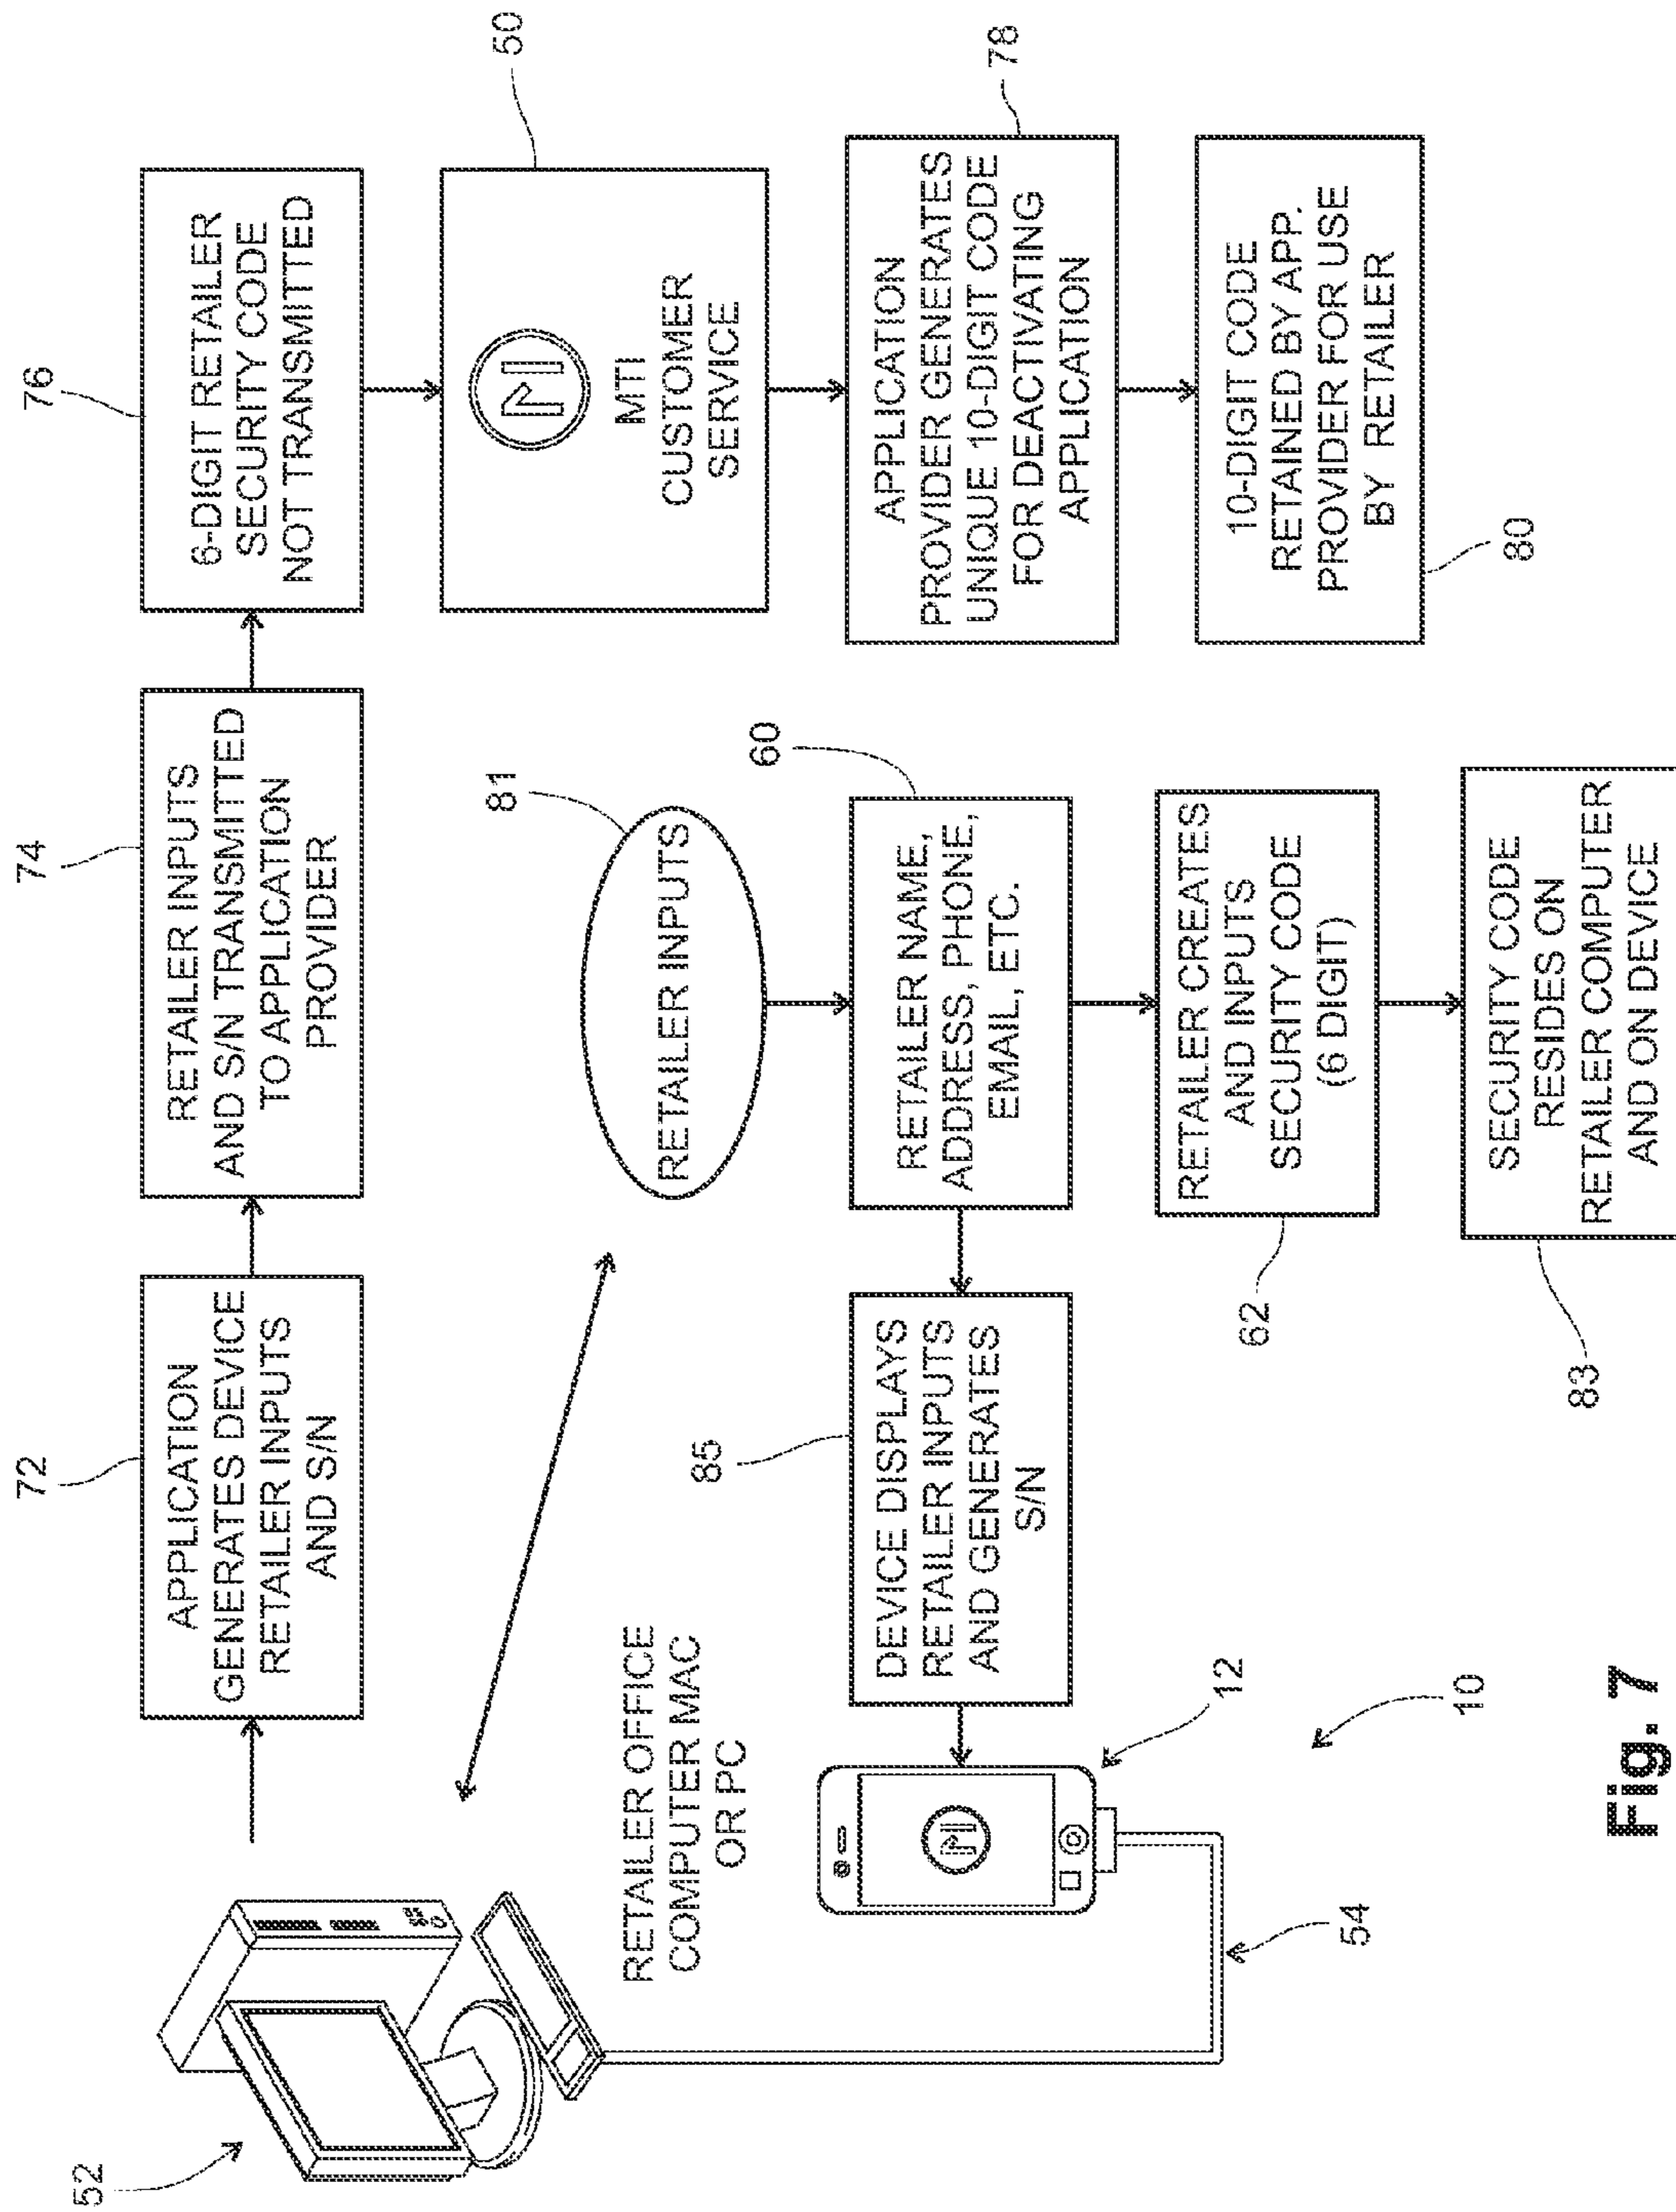 72
APPLICATION
GENERATES DEVICE
RETAILER INPUTS
AND S/N
74
RETAILER INPUTS
AND S/N TRANSMITTED
TO APPLICATION
PROVIDER
76
6-DIGIT RETAILER
SECURITY CODE
NOT TRANSMITTED
52
RETAILER OFFICE
COMPUTER MAC
OR PC
81
RETAILER INPUTS
50
MTI
CUSTOMER
SERVICE
85
DEVICE DISPLAYS
RETAILER INPUTS
AND GENERATES
S/N
60
RETAILER NAME,
ADDRESS, PHONE,
EMAIL, ETC.
78
APPLICATION
PROVIDER GENERATES
UNIQUE 10-DIGIT CODE
FOR DEACTIVATING
APPLICATION
12
54
62
RETAILER CREATES
AND INPUTS
SECURITY CODE
(6 DIGIT)
10-DIGIT CODE
RETAINED BY APP.
PROVIDER FOR USE
BY RETAILER
80
10
83
SECURITY CODE
RESIDES ON
RETAILER COMPUTER
AND ON DEVICE
Fig. 7